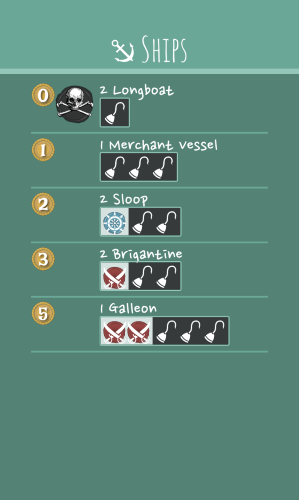 Ships
0
2 Longboat
1
1 Merchant vessel
2
2 Sloop
3
2 Brigantine
5
1 Galleon